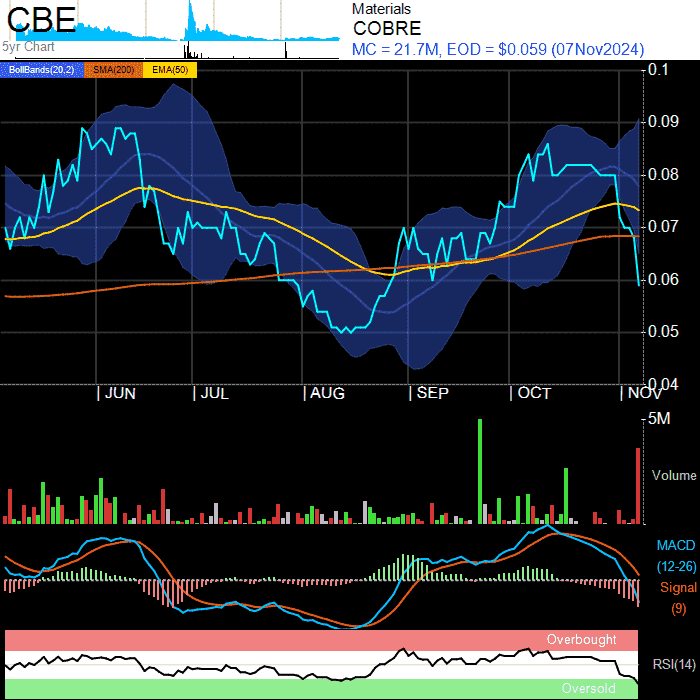 CBE
5yr Chart
Materials
COBRE
MC = 21.7M, EOD = $0.059 (07Nov2024)
BollBands(20,2) SMA(200) EMA(50)
0.1
0.09
0.08
0.07
0.06
0.05
0.04
JUN JUL AUG SEP OCT NOV
5M
Volume
MACD
(12-26)
Signal
(9)
Overbought
RSI(14)
Oversold